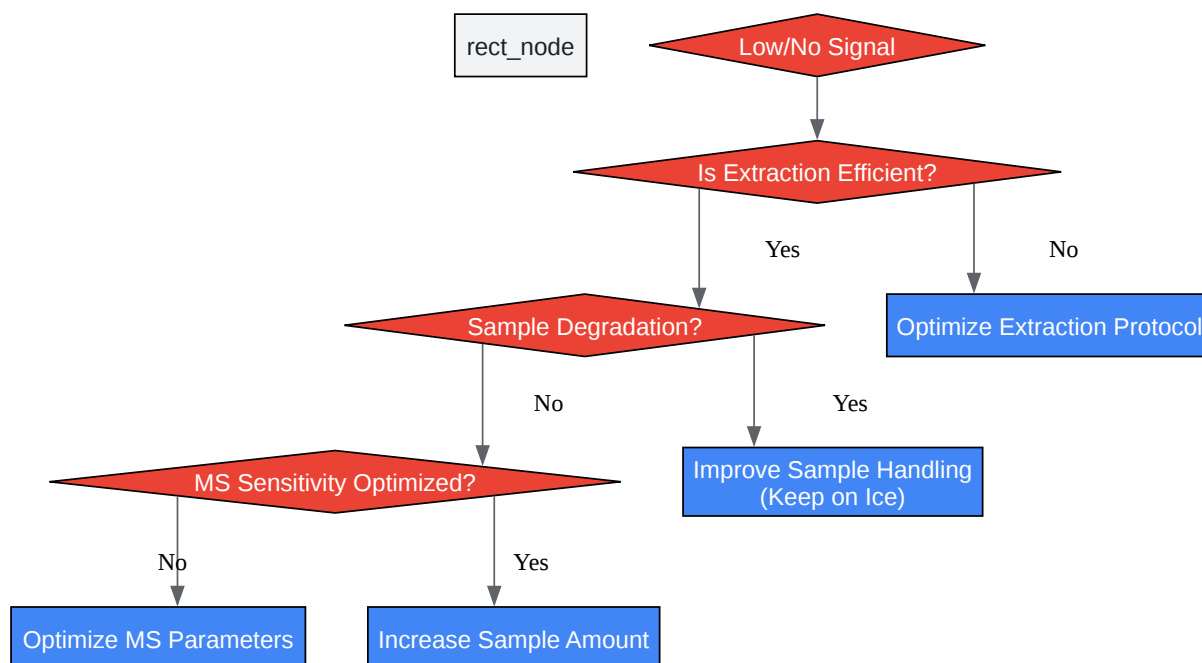 rect_node
Low/No Signal
Is Extraction Efficient?
Yes
No
Sample Degradation?
Optimize Extraction Protocol
No
Yes
MS Sensitivity Optimized?
Improve Sample Handling
(Keep on Ice)
No
Yes
Optimize MS Parameters
Increase Sample Amount